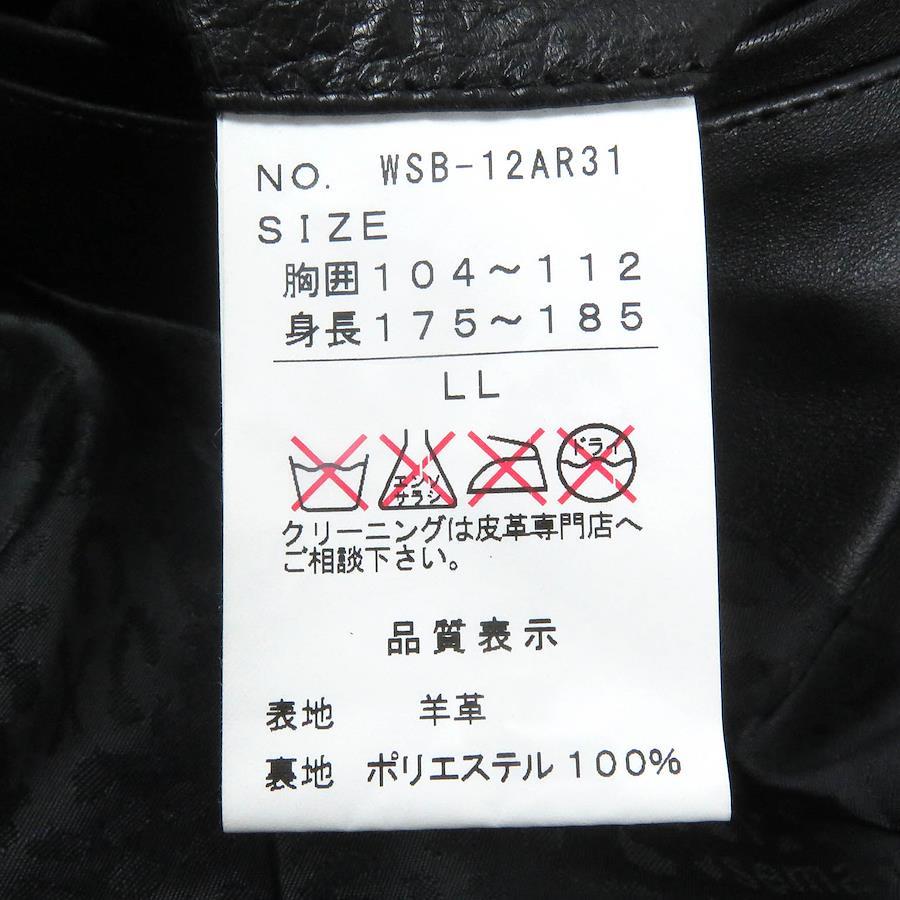 NO. WSB-12AR31
SIZE
胸囲104～112
身長175～185
LL
エンソ
サラシ
ドライ
クリーニングは皮革専門店へ
ご相談下さい。
品質表示
表地 羊革
裏地 ポリエステル100%